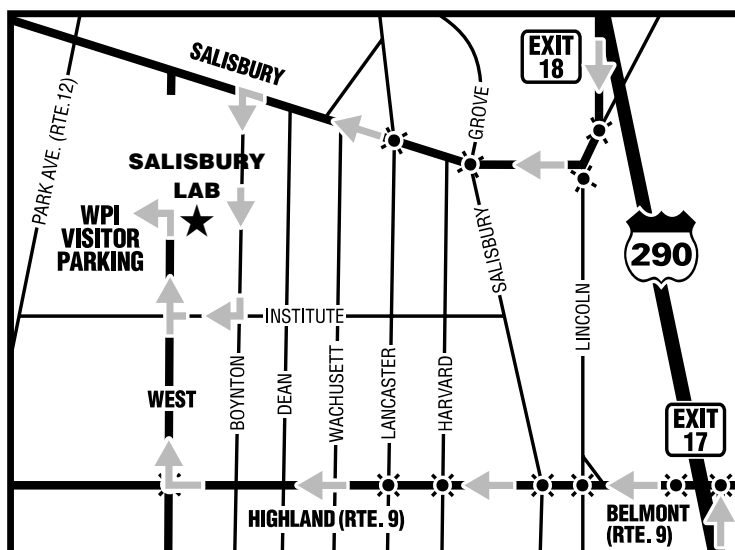 SALISBURY
EXIT
18
PARK AVE. (RTE.12)
GROVE
SALISBURY
LAB
WPI
VISITOR
PARKING
290
SALISBURY
INSTITUTE
LINCOLN
WEST
BOYNTON
DEAN
WACHUSETT
LANCASTER
HARVARD
EXIT
17
HIGHLAND (RTE. 9)
BELMONT
(RTE. 9)